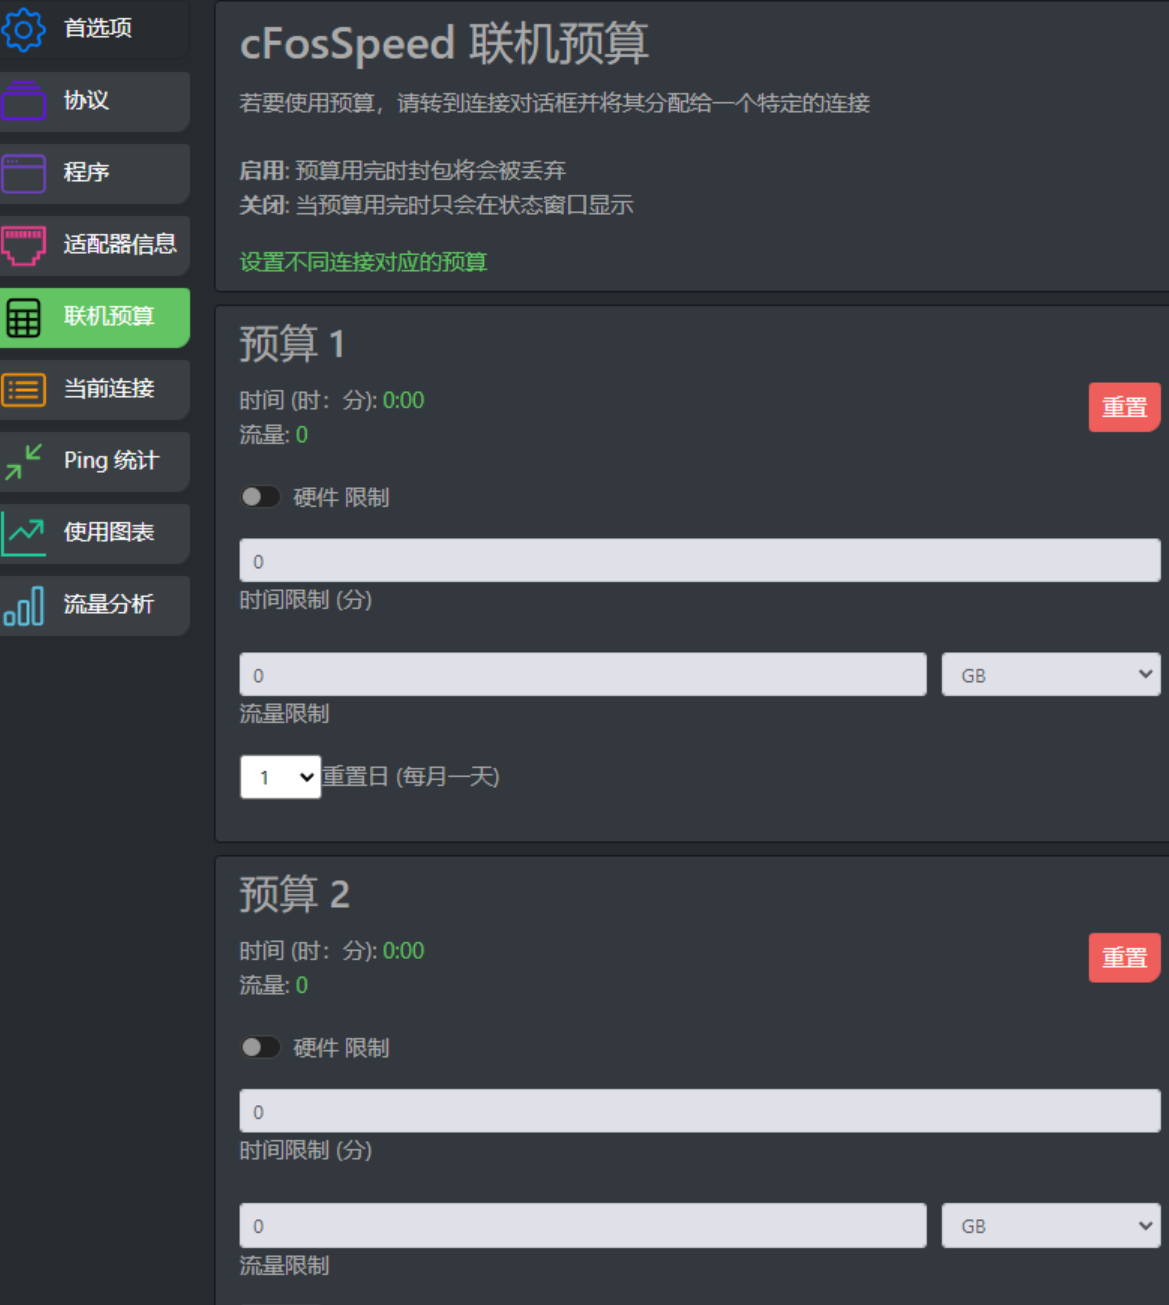 首选项
协议
程序
适配器信息
联机预算
当前连接
Ping 统计
使用图表
流量分析
cFosSpeed 联机预算
若要使用预算，请转到连接对话框并将其分配给一个特定的连接
启用: 预算用完时封包将会被丢弃
关闭: 当预算用完时只会在状态窗口显示
设置不同连接对应的预算
预算 1
时间 (时：分): 0:00
流量: 0
重置
硬件 限制
0
时间限制 (分)
0
GB
流量限制
1 重置日 (每月一天)
预算 2
时间 (时：分): 0:00
流量: 0
重置
硬件 限制
0
时间限制 (分)
0
GB
流量限制